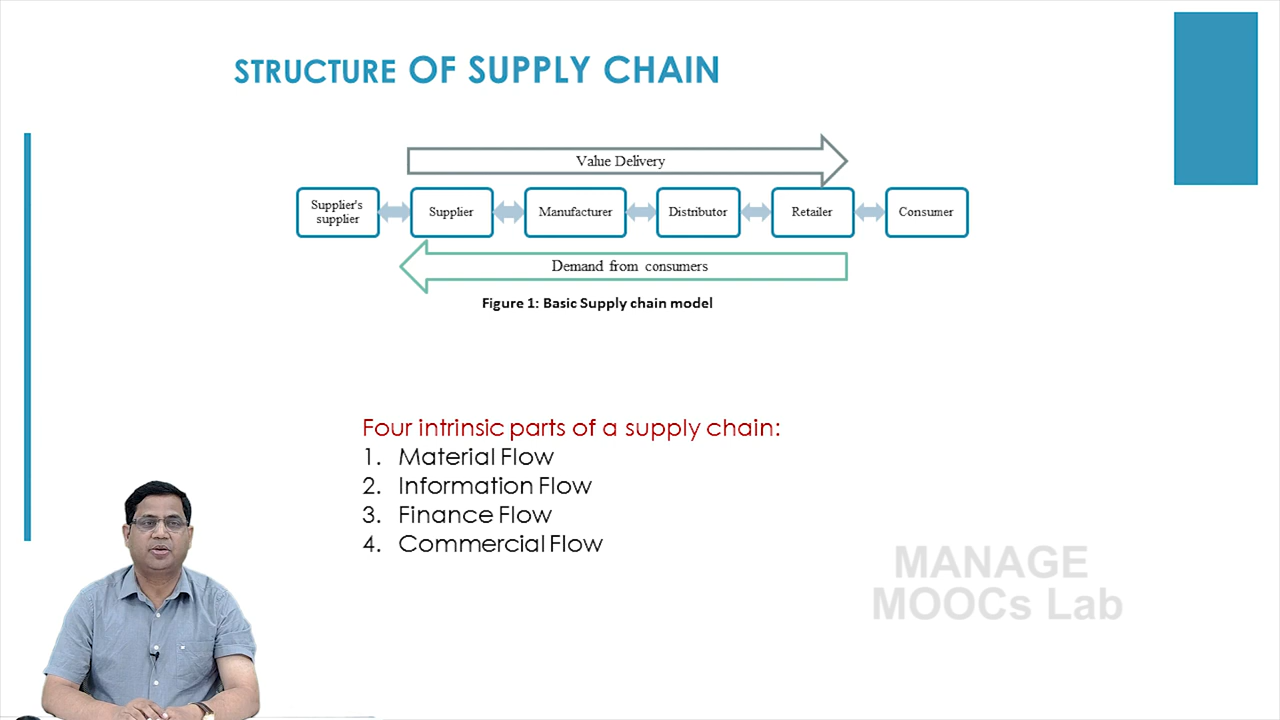 STRUCTURE OF SUPPLY CHAIN
Value Delivery
Supplier's
supplier
Supplier
Manufacturer
Distributor
Retailer
Consumer
Demand from consumers
Figure 1: Basic Supply chain model
Four intrinsic parts of a supply chain:
1. Material Flow
2. Information Flow
3. Finance Flow
4. Commercial Flow
MANAGE
MOOCs Lab